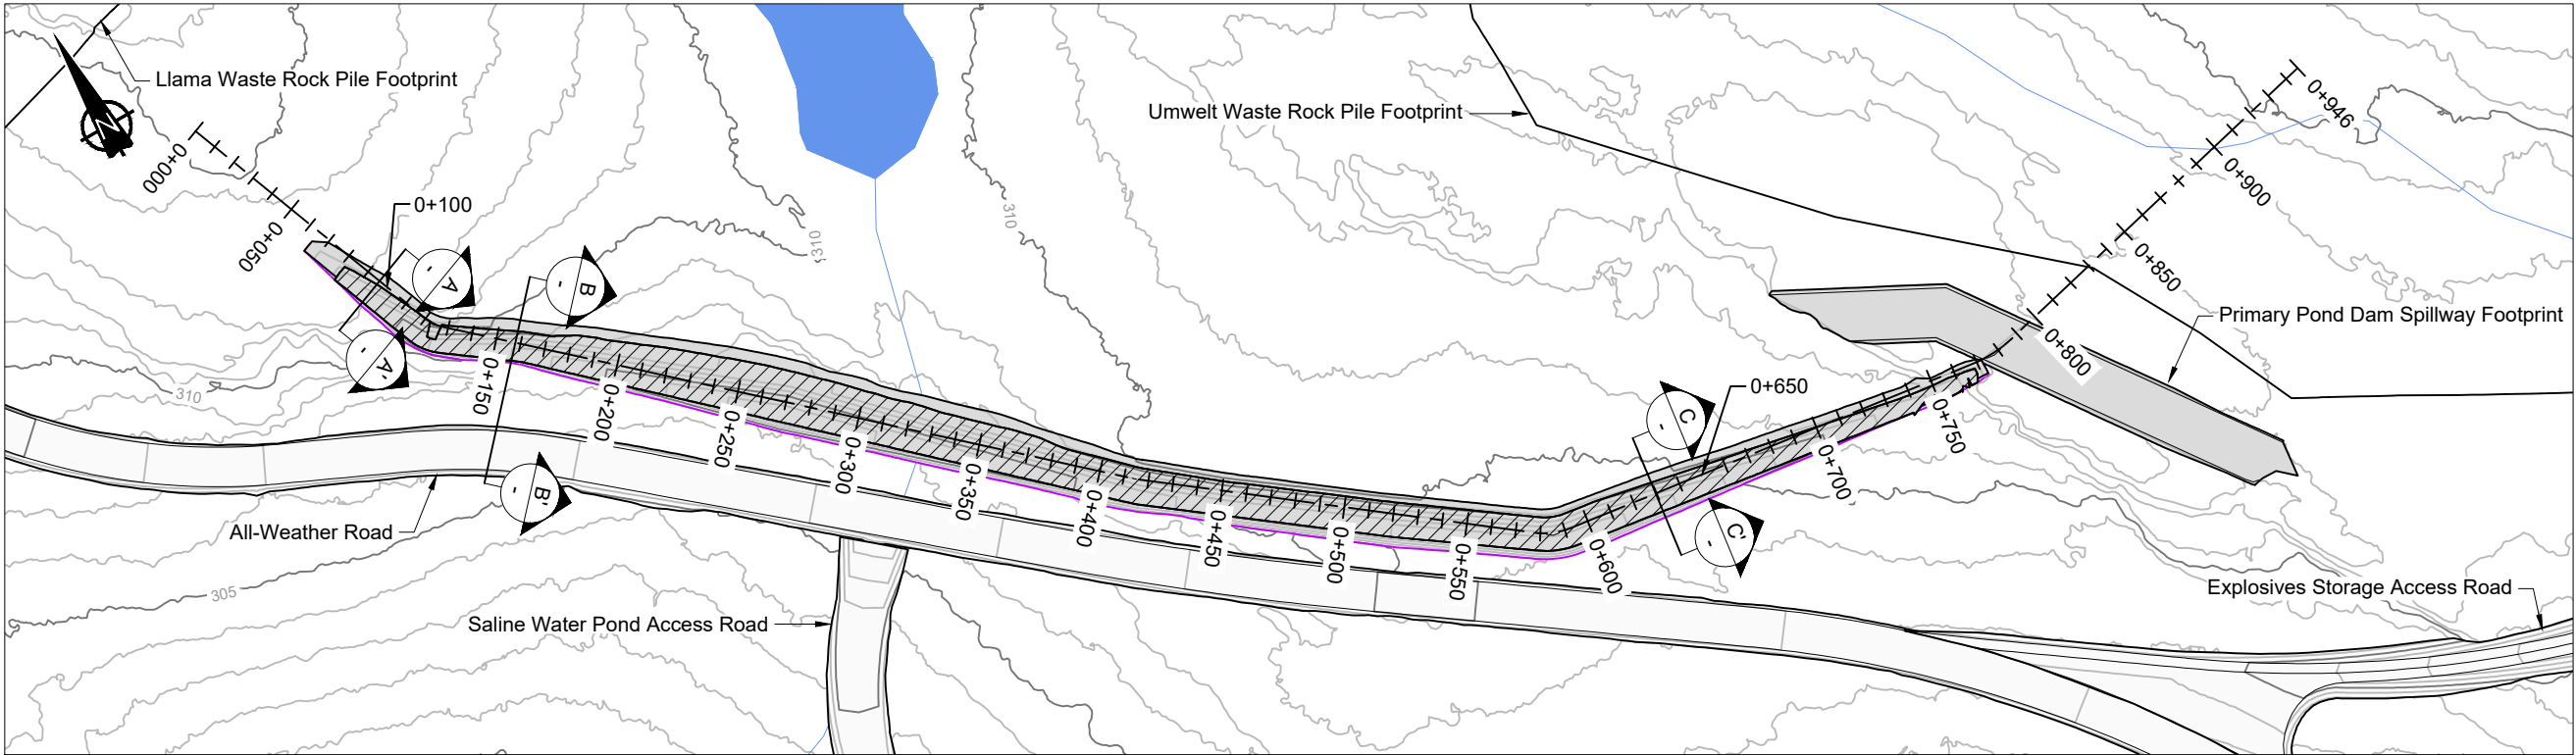 Llama Waste Rock Pile Footprint
N
0+000
0+050
0+100
A
-
A'
-
B
-
B'
-
310
310
310
305
Umwelt Waste Rock Pile Footprint
0+946
0+900
0+850
0+800
Primary Pond Dam Spillway Footprint
0+150
0+200
0+250
0+300
0+350
0+400
0+450
0+500
0+550
0+600
0+650
0+700
0+750
C
-
C'
-
All-Weather Road
Saline Water Pond Access Road
Explosives Storage Access Road